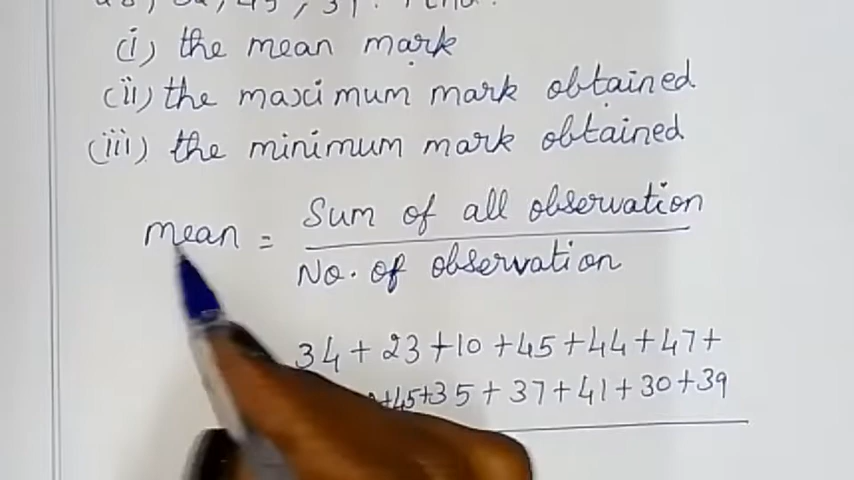 (i) the mean mark
(ii) the maximum mark obtained
(iii) the minimum mark obtained
mean = Sum of all observation
No. of observation
34 + 23 + 10 + 45 + 44 + 47 +
+45+35 + 37 + 41 + 30 + 39